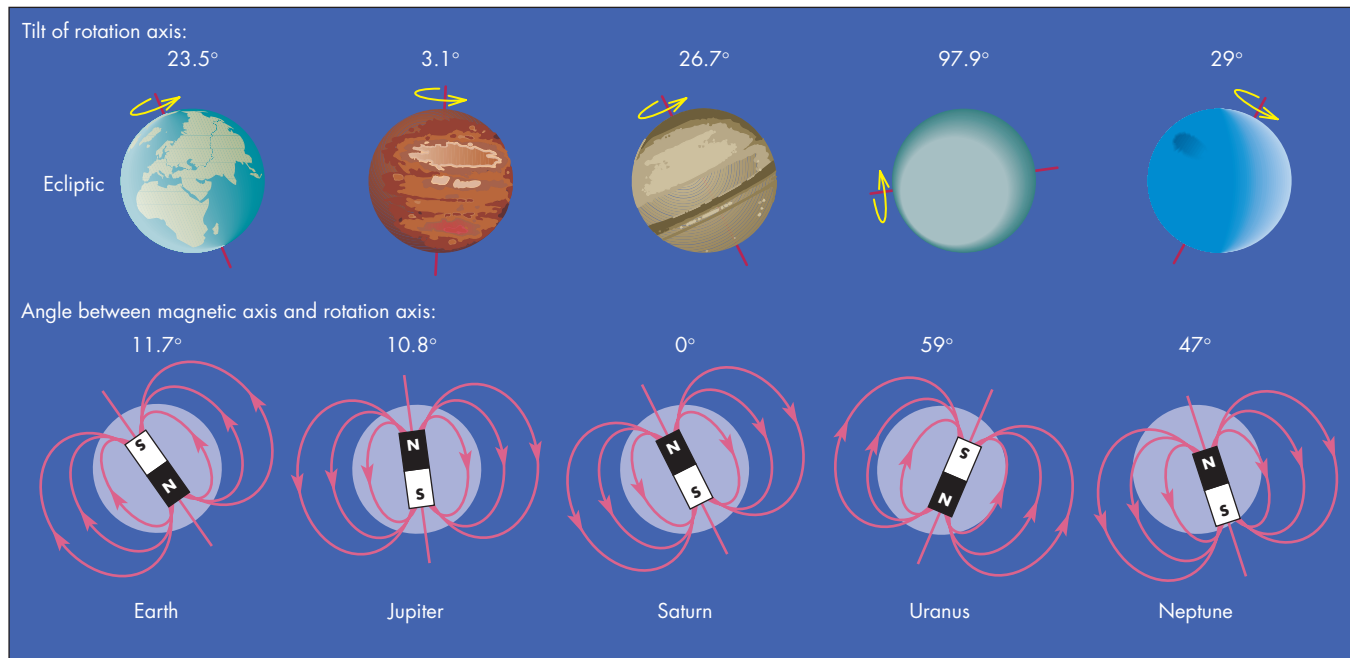 Tilt of rotation axis:
23.5° 3.1° 26.7° 97.9° 29°
Ecliptic
Angle between magnetic axis and rotation axis:
11.7° 10.8° 0° 59° 47°
S N N S N S S N N S
Earth Jupiter Saturn Uranus Neptune